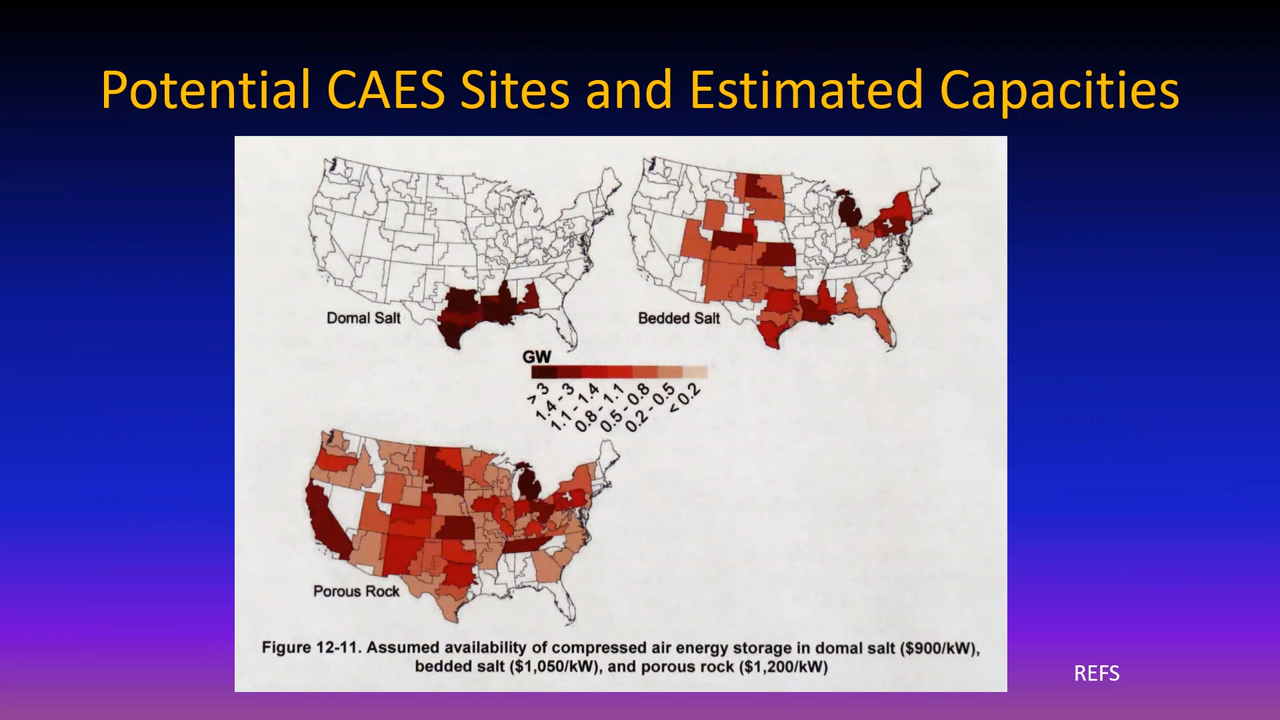 Potential CAES Sites and Estimated Capacities
Domal Salt
Bedded Salt
GW
> 3
1.4 - 3
1.1 - 1.4
0.8 - 1.1
0.5 - 0.8
0.2 - 0.5
< 0.2
Porous Rock
Figure 12-11. Assumed availability of compressed air energy storage in domal salt ($900/kW),
bedded salt ($1,050/kW), and porous rock ($1,200/kW)
REFS